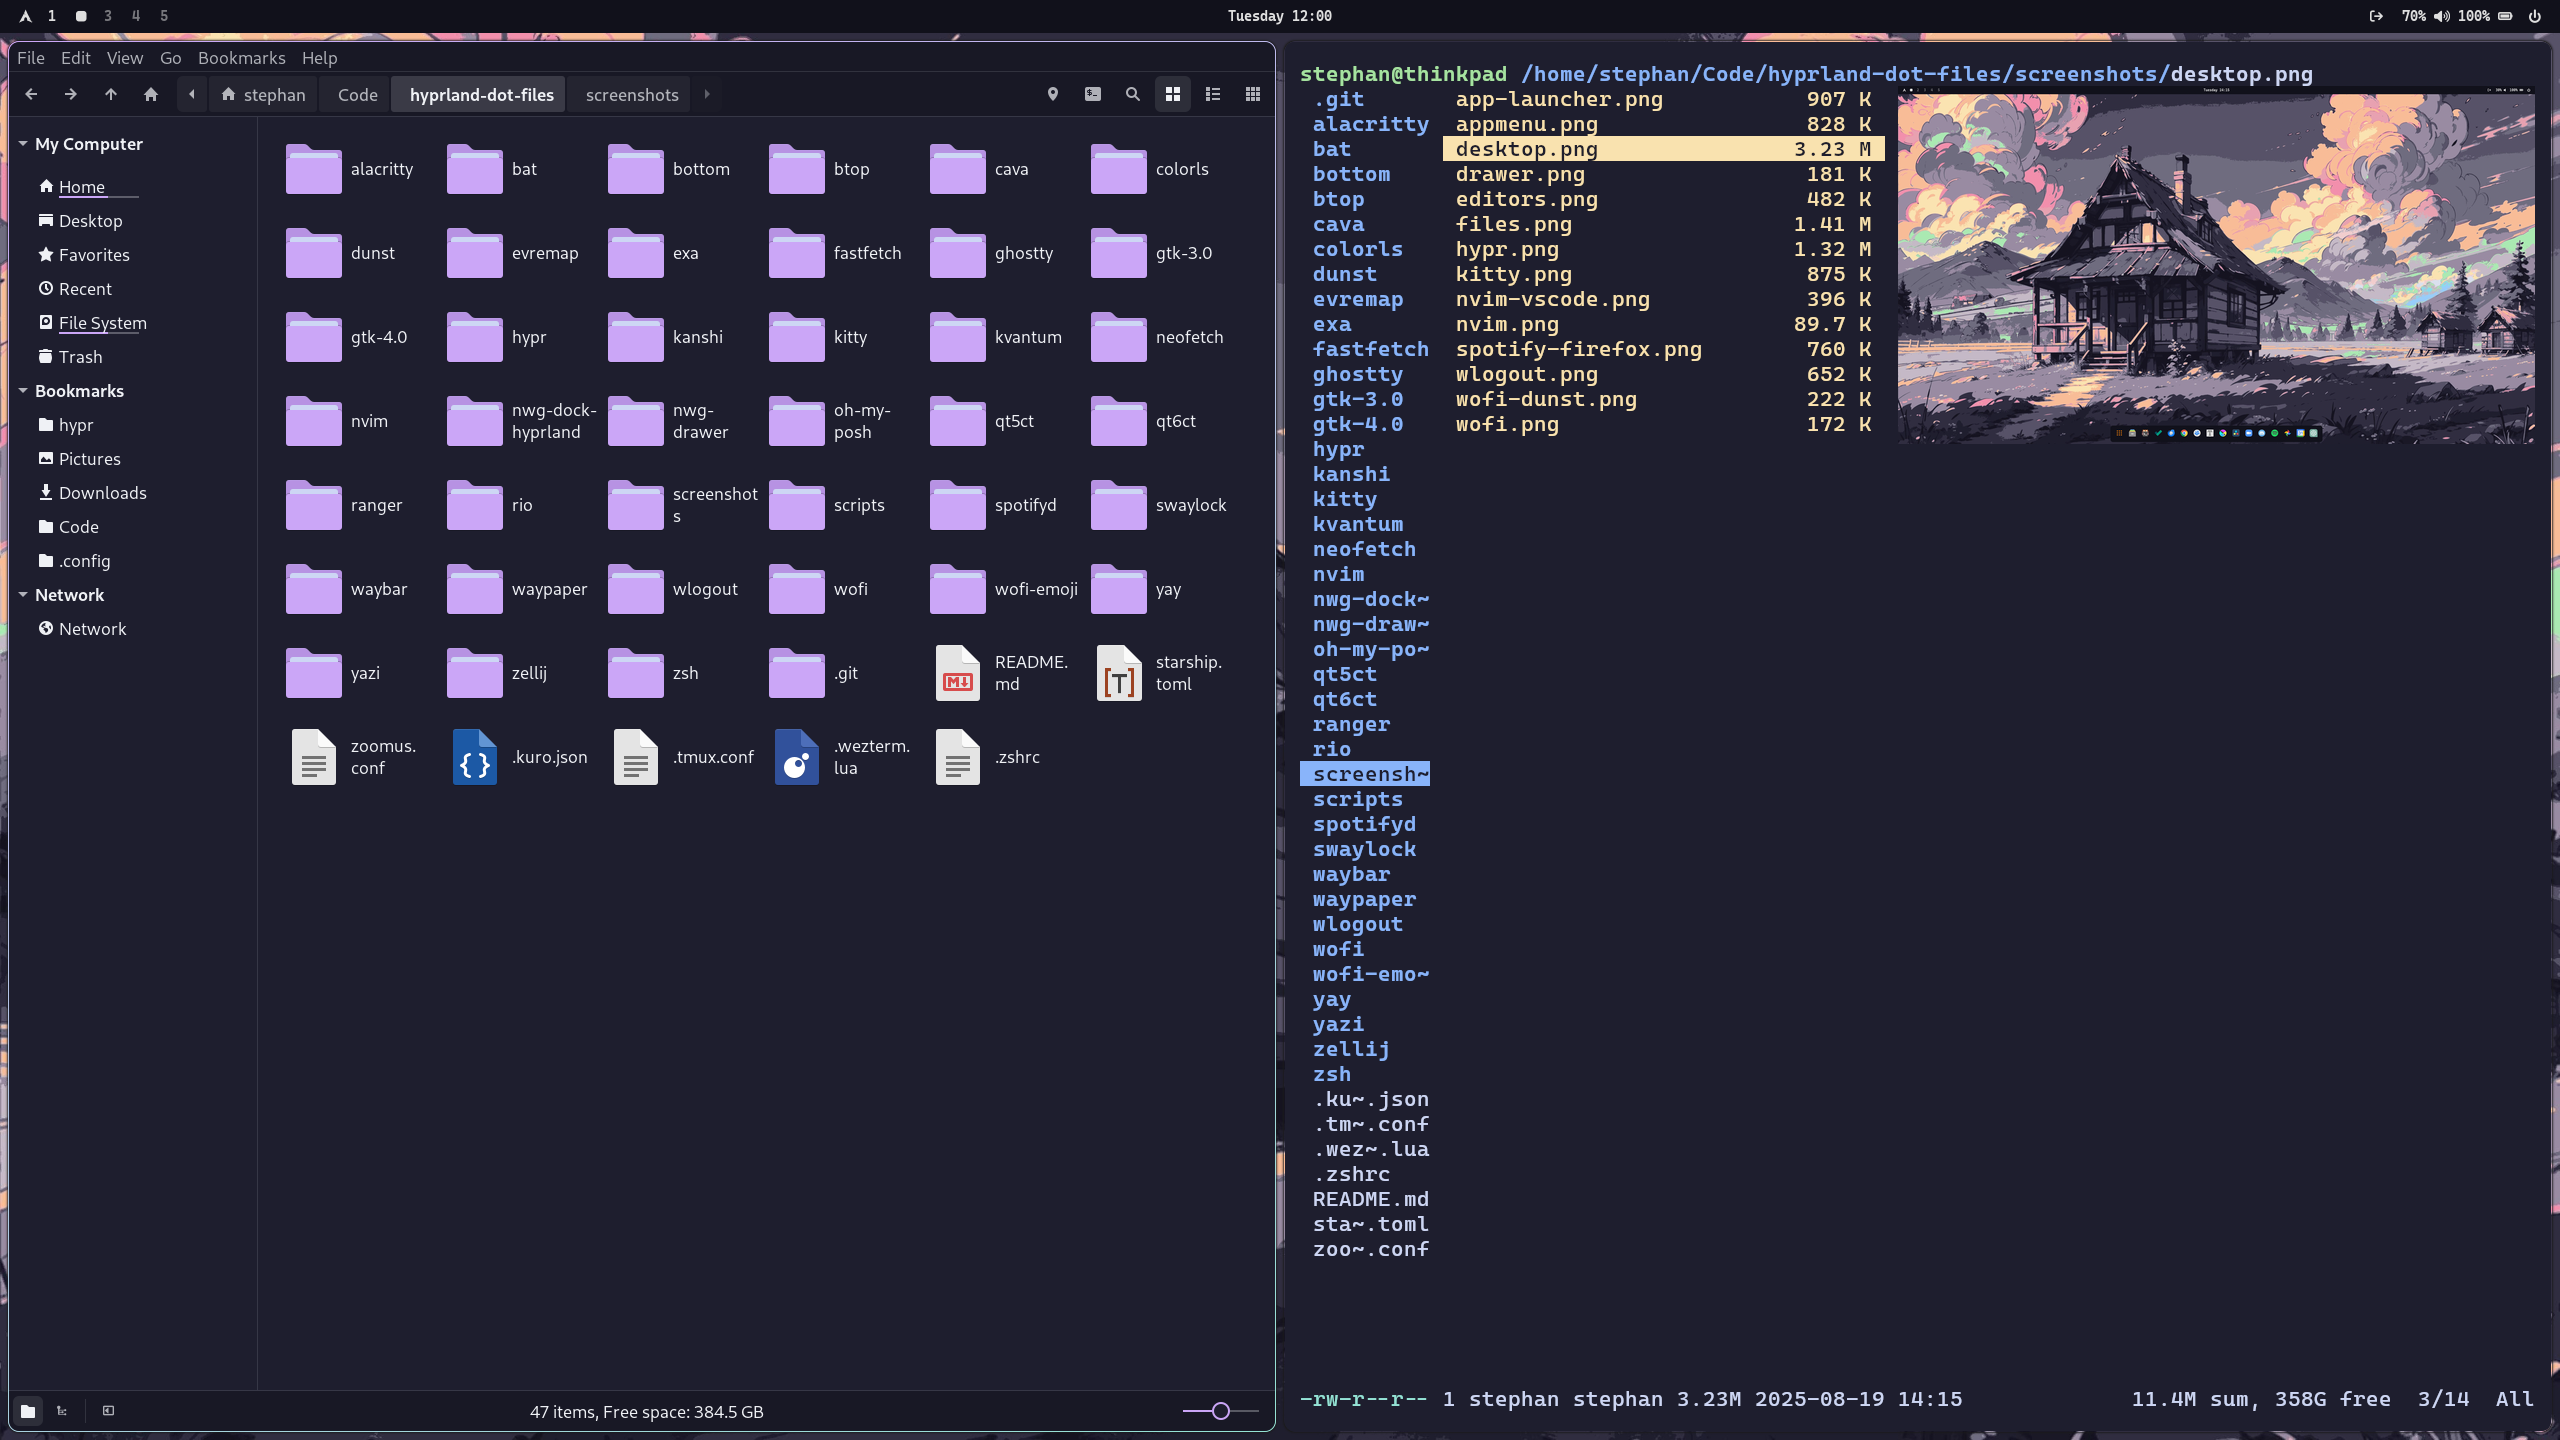 1 3 4 5
Tuesday 12:00
70% 100%
File Edit View Go Bookmarks Help
stephan Code hyprland-dot-files screenshots
My Computer
Home
Desktop
Favorites
Recent
File System
Trash
Bookmarks
hypr
Pictures
Downloads
Code
.config
Network
Network
alacritty bat bottom btop cava colorls
dunst evremap exa fastfetch ghostty gtk-3.0
gtk-4.0 hypr kanshi kitty kvantum neofetch
nvim nwg-dock-hyprland nwg-drawer oh-my-posh qt5ct qt6ct
ranger rio screenshots scripts spotifyd swaylock
waybar waypaper wlogout wofi wofi-emoji yay
yazi zellij zsh .git README.md starship.toml
zoomus.conf .kuro.json .tmux.conf .wezterm.lua .zshrc
47 items, Free space: 384.5 GB
stephan@thinkpad /home/stephan/Code/hyprland-dot-files/screenshots/desktop.png
.git app-launcher.png 907 K
alacritty appmenu.png 828 K
bat desktop.png 3.23 M
bottom drawer.png 181 K
btop editors.png 482 K
cava files.png 1.41 M
colorls hypr.png 1.32 M
dunst kitty.png 875 K
evremap nvim-vscode.png 396 K
exa nvim.png 89.7 K
fastfetch spotify-firefox.png 760 K
ghostty wlogout.png 652 K
gtk-3.0 wofi-dunst.png 222 K
gtk-4.0 wofi.png 172 K
hypr
kanshi
kitty
kvantum
neofetch
nvim
nwg-dock~
nwg-draw~
oh-my-po~
qt5ct
qt6ct
ranger
rio
screensh~
scripts
spotifyd
swaylock
waybar
waypaper
wlogout
wofi
wofi-emo~
yay
yazi
zellij
zsh
.ku~.json
.tm~.conf
.wez~.lua
.zshrc
README.md
sta~.toml
zoo~.conf
-rw-r--r-- 1 stephan stephan 3.23M 2025-08-19 14:15 11.4M sum, 358G free 3/14 All